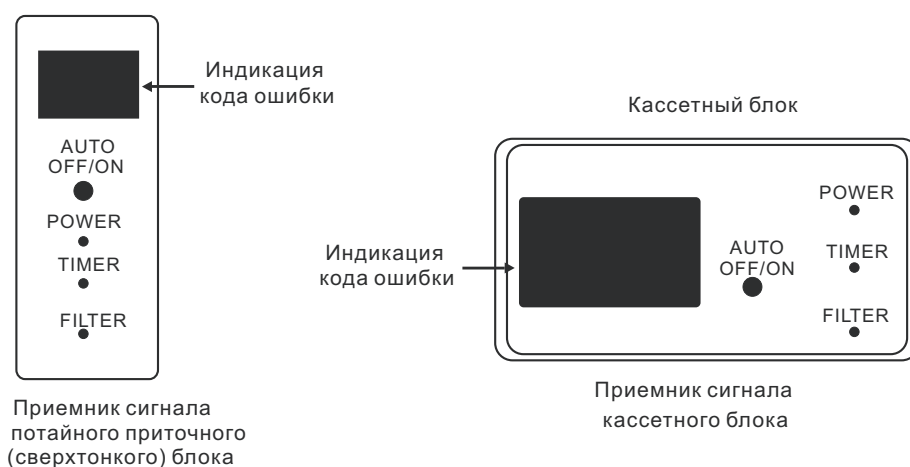 Индикация
кода ошибки
AUTO
OFF/ON
POWER
TIMER
FILTER
Приемник сигнала
потайного приточного
(сверхтонкого) блока
Кассетный блок
Индикация
кода ошибки
AUTO
OFF/ON
POWER
TIMER
FILTER
Приемник сигнала
кассетного блока